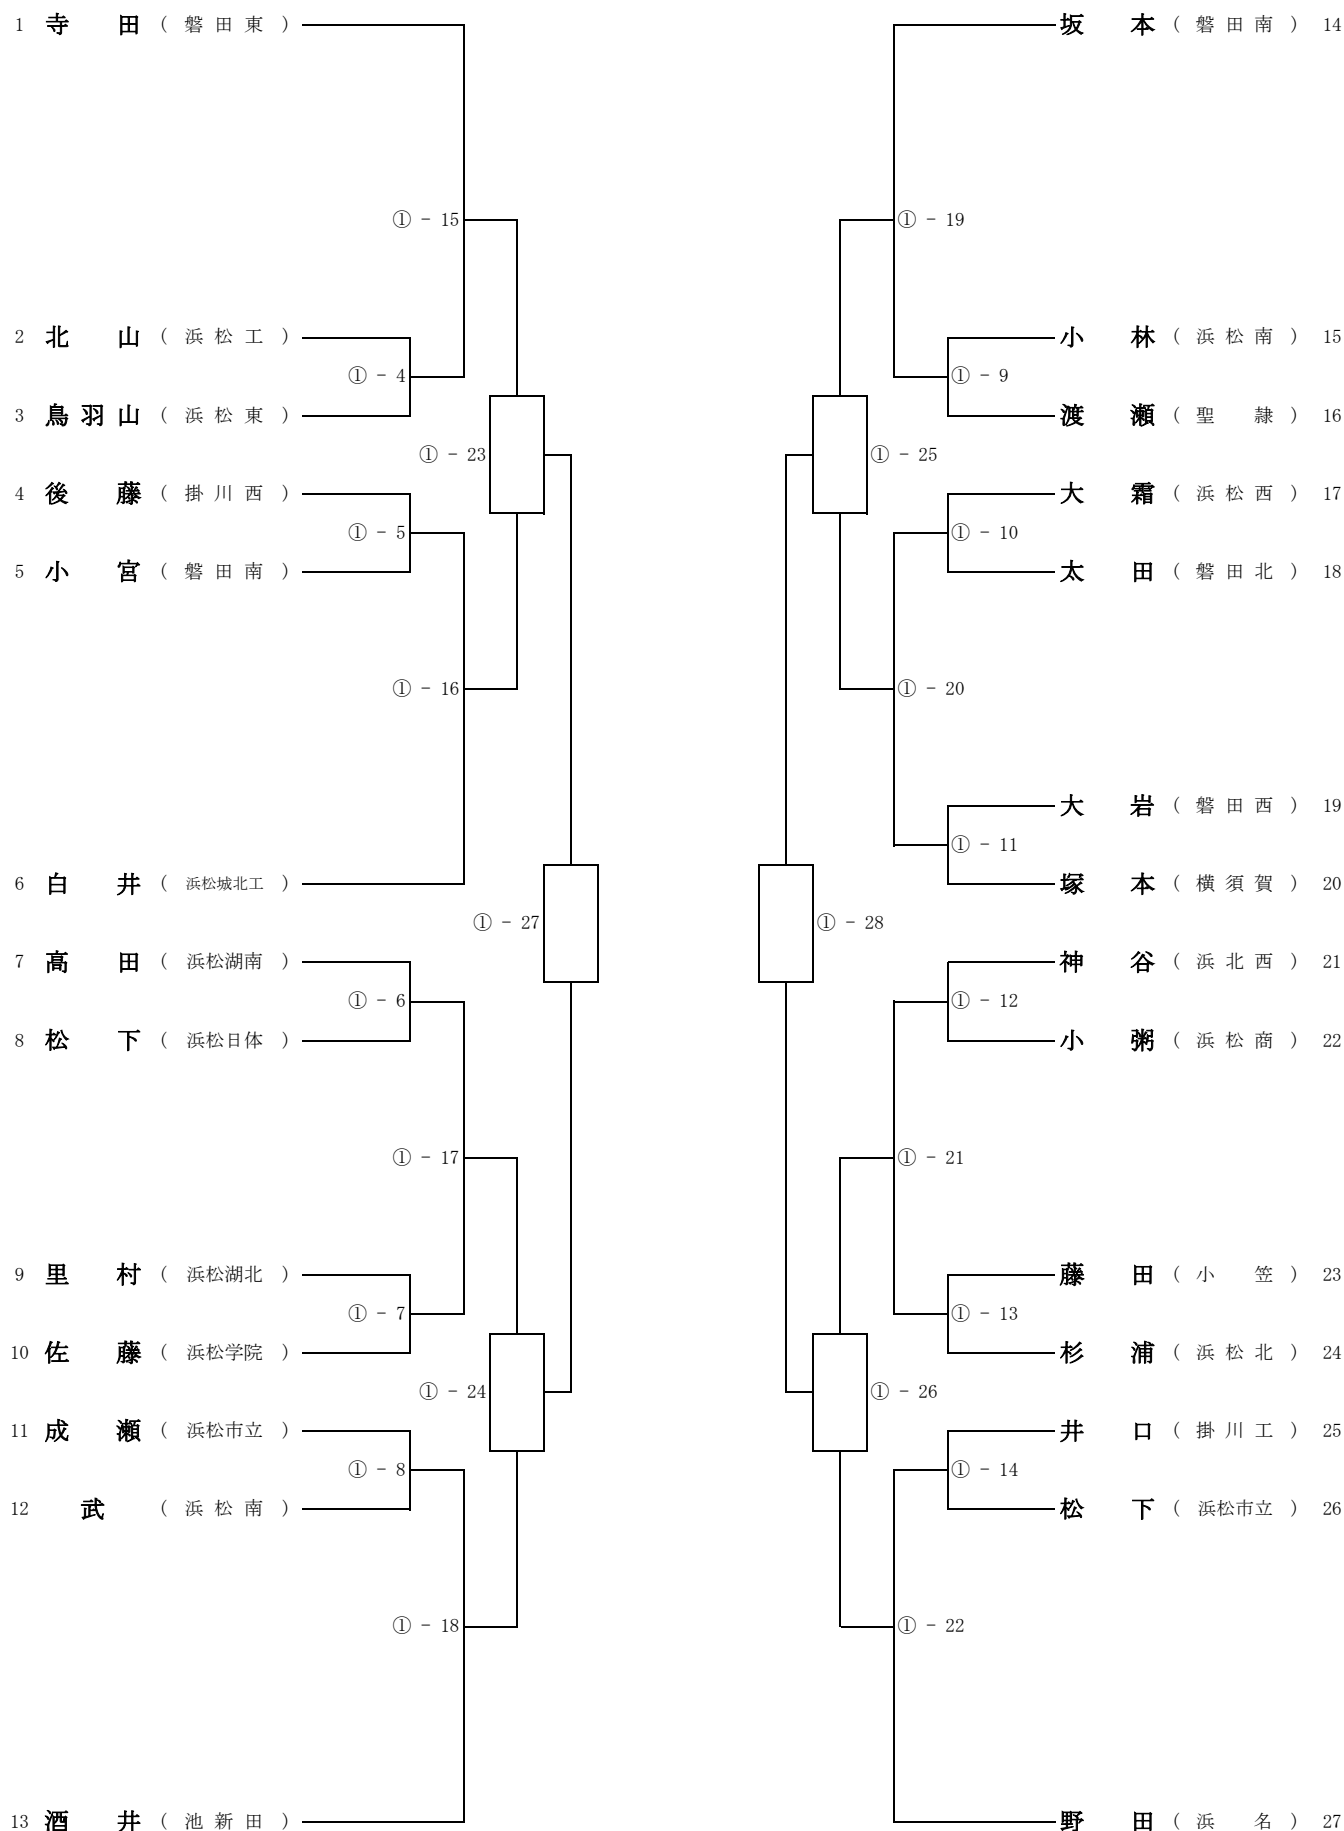 1 寺田 （ 磐田東 ）
① - 15
2 北山 （ 浜松工 ）
① - 4
3 鳥羽山 （ 浜松東 ）
① - 23
4 後藤 （ 掛川西 ）
① - 5
5 小宮 （ 磐田南 ）
① - 16
6 白井 （ 浜松城北工 ）
① - 27
7 高田 （ 浜松湖南 ）
① - 6
8 松下 （ 浜松日体 ）
① - 17
9 里村 （ 浜松湖北 ）
① - 7
10 佐藤 （ 浜松学院 ）
① - 24
11 成瀬 （ 浜松市立 ）
① - 8
12 武 （ 浜松南 ）
① - 18
13 酒井 （ 池新田 ）
坂本 （ 磐田南 ） 14
① - 19
小林 （ 浜松南 ） 15
① - 9
渡瀬 （ 聖隷 ） 16
① - 25
大霜 （ 浜松西 ） 17
① - 10
太田 （ 磐田北 ） 18
① - 20
大岩 （ 磐田西 ） 19
① - 11
塚本 （ 横須賀 ） 20
① - 28
神谷 （ 浜北西 ） 21
① - 12
小粥 （ 浜松商 ） 22
① - 21
藤田 （ 小笠 ） 23
① - 13
杉浦 （ 浜松北 ） 24
① - 26
井口 （ 掛川工 ） 25
① - 14
松下 （ 浜松市立 ） 26
① - 22
野田 （ 浜名 ） 27